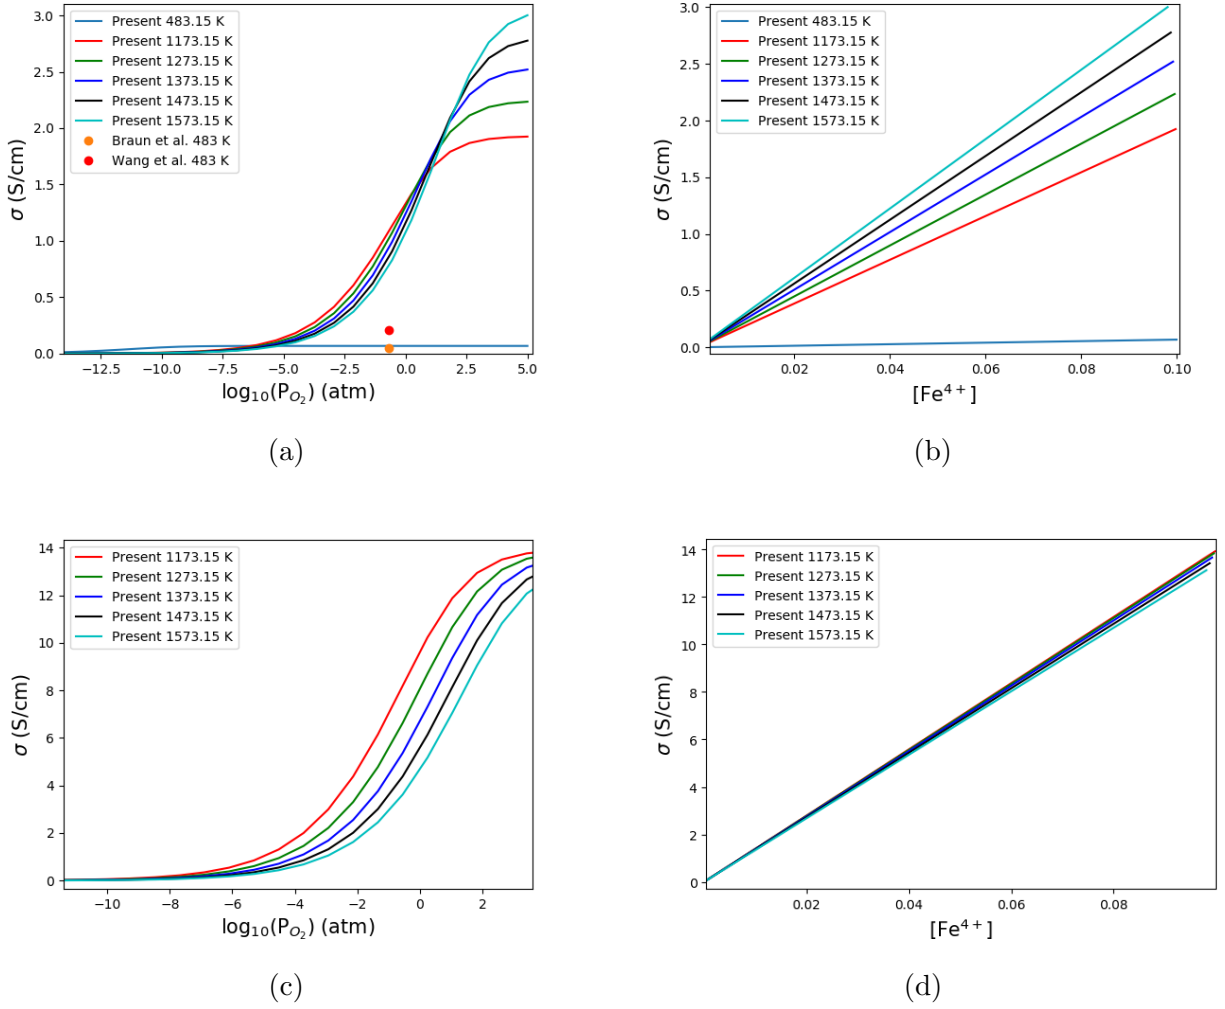 Present 483.15 K
Present 1173.15 K
Present 1273.15 K
Present 1373.15 K
Present 1473.15 K
Present 1573.15 K
Braun et al. 483 K
Wang et al. 483 K
3.0
2.5
2.0
1.5
1.0
0.5
0.0
σ (S/cm)
−12.5 −10.0 −7.5 −5.0 −2.5 0.0 2.5 5.0
log₁₀(P_{O₂}) (atm)
(a)
Present 483.15 K
Present 1173.15 K
Present 1273.15 K
Present 1373.15 K
Present 1473.15 K
Present 1573.15 K
3.0
2.5
2.0
1.5
1.0
0.5
0.0
σ (S/cm)
0.02 0.04 0.06 0.08 0.10
[Fe⁴⁺]
(b)
Present 1173.15 K
Present 1273.15 K
Present 1373.15 K
Present 1473.15 K
Present 1573.15 K
14
12
10
8
6
4
2
0
σ (S/cm)
−10 −8 −6 −4 −2 0 2
log₁₀(P_{O₂}) (atm)
(c)
Present 1173.15 K
Present 1273.15 K
Present 1373.15 K
Present 1473.15 K
Present 1573.15 K
14
12
10
8
6
4
2
0
σ (S/cm)
0.02 0.04 0.06 0.08
[Fe⁴⁺]
(d)